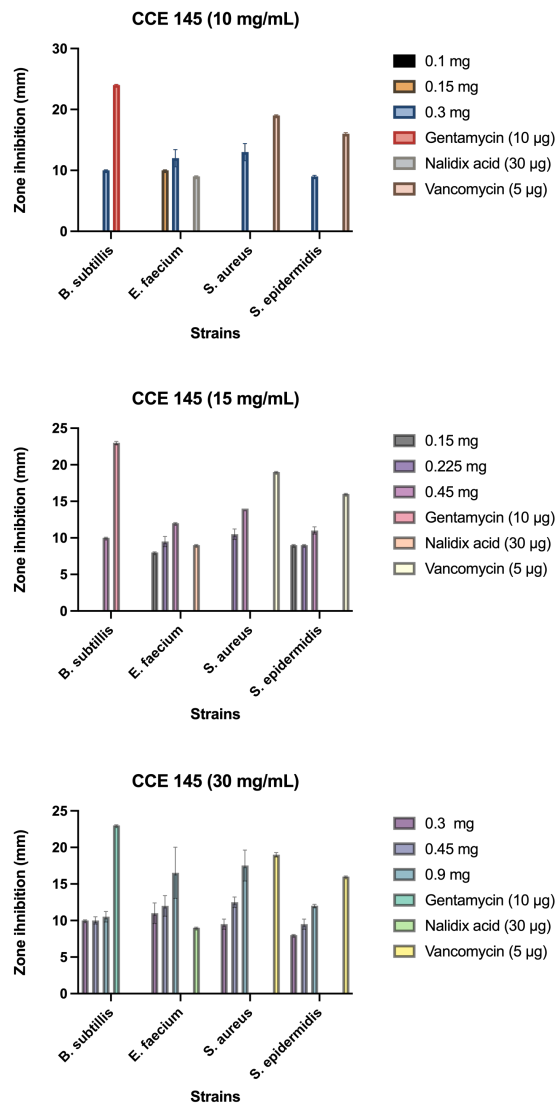 CCE 145 (10 mg/mL)
30
20
10
0
Zone ihnibition (mm)
B. subtillis
E. faecium
S. aureus
S. epidermidis
Strains
0.1 mg
0.15 mg
0.3 mg
Gentamycin (10 µg)
Nalidix acid (30 µg)
Vancomycin (5 µg)
CCE 145 (15 mg/mL)
25
20
15
10
5
0
Zone ihnibition (mm)
B. subtillis
E. faecium
S. aureus
S. epidermidis
Strains
0.15 mg
0.225 mg
0.45 mg
Gentamycin (10 µg)
Nalidix acid (30 µg)
Vancomycin (5 µg)
CCE 145 (30 mg/mL)
25
20
15
10
5
0
Zone ihnibition (mm)
B. subtillis
E. faecium
S. aureus
S. epidermidis
Strains
0.3 mg
0.45 mg
0.9 mg
Gentamycin (10 µg)
Nalidix acid (30 µg)
Vancomycin (5 µg)